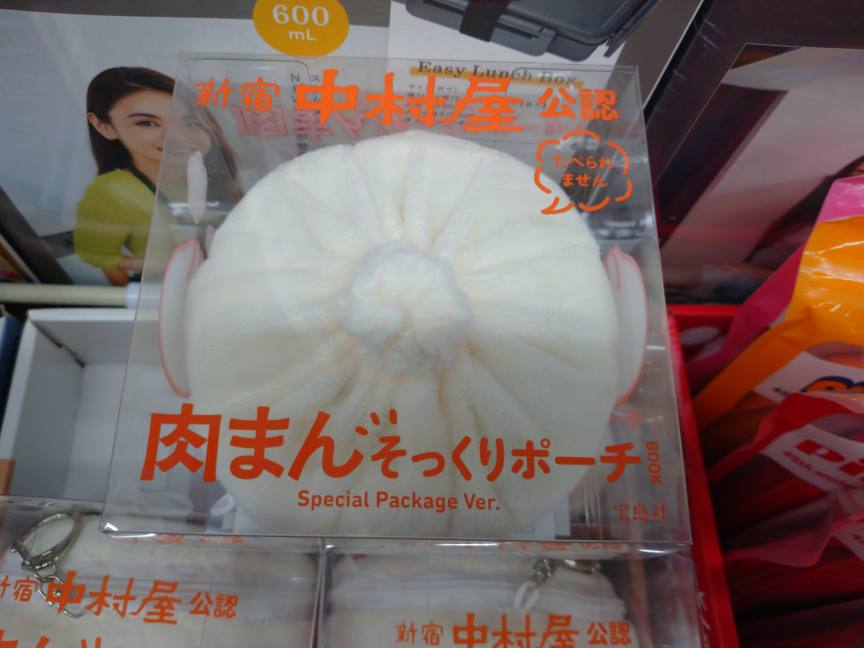 600
mL
Easy Lunch Box
新宿 中村屋 公認
たべられ
ません
肉まんそっくりポーチ
BOOK
Special Package Ver.
宝島社
新宿 中村屋 公認
新宿 中村屋 公認